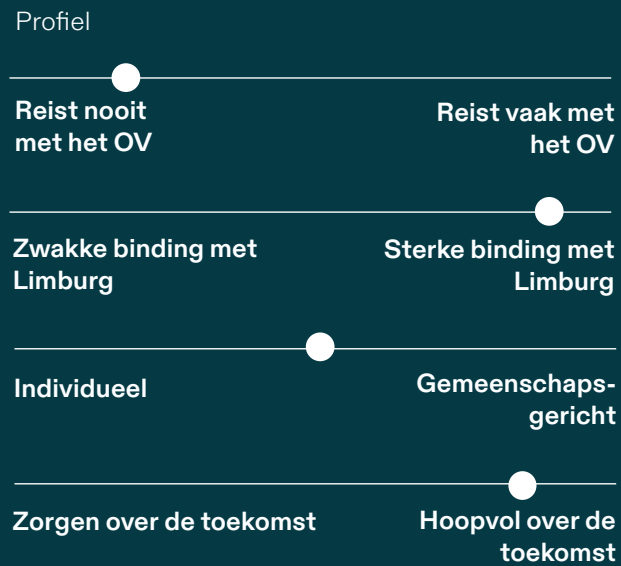 Profiel
Reist nooit
met het OV
Reist vaak met
het OV
Zwakke binding met
Limburg
Sterke binding met
Limburg
Individueel
Gemeenschaps-
gericht
Zorgen over de toekomst
Hoopvol over de
toekomst